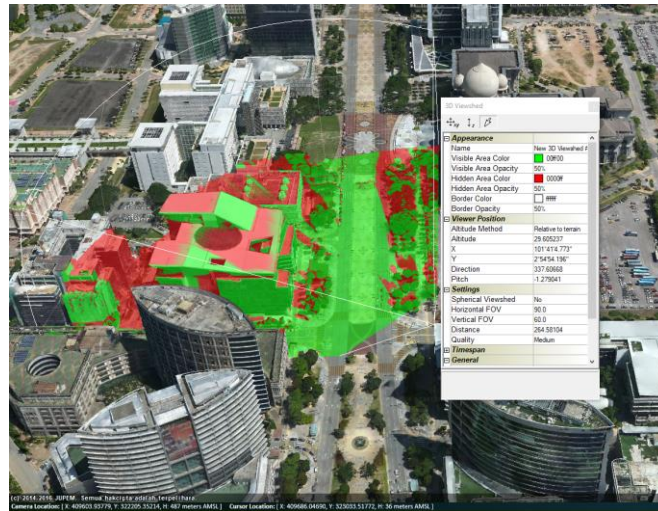 3D Viewshed
Appearance
Name New 3D Viewshed A
Visible Area Color 00ff00
Visible Area Opacity 50%
Hidden Area Color 0000ff
Hidden Area Opacity 50%
Border Color ffffff
Border Opacity 50%
Viewer Position
Altitude Method Relative to terrain
Altitude 29.605237
X 101°41'4.773"
Y 2°54'54.196"
Direction 337.60668
Pitch -1.279041
Settings
Spherical Viewshed No
Horizontal FOV 90.0
Vertical FOV 60.0
Distance 264.58104
Quality Medium
Timespan
General
(c) 2014-2016 JUPEM. Semua hakcipta adalah terpelihara.
Camera Location: [ X: 409603.93779, Y: 322205.35214, H: 487 meters AMSL ] Cursor Location: [ X: 409686.04690, Y: 323033.51772, H: 36 meters AMSL ]